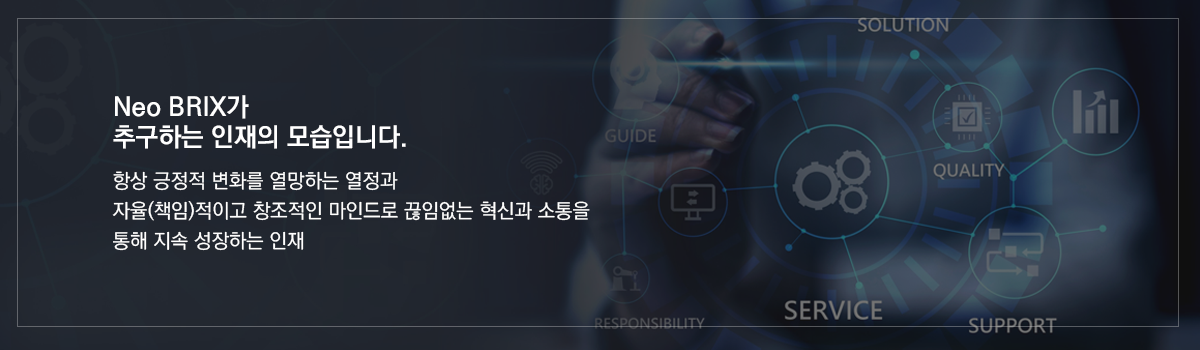 Neo BRIX가
추구하는 인재의 모습입니다.
항상 긍정적 변화를 열망하는 열정과
자율(책임)적이고 창조적인 마인드로 끊임없는 혁신과 소통을
통해 지속 성장하는 인재
SOLUTION
GUIDE
QUALITY
SERVICE
RESPONSIBILITY
SUPPORT